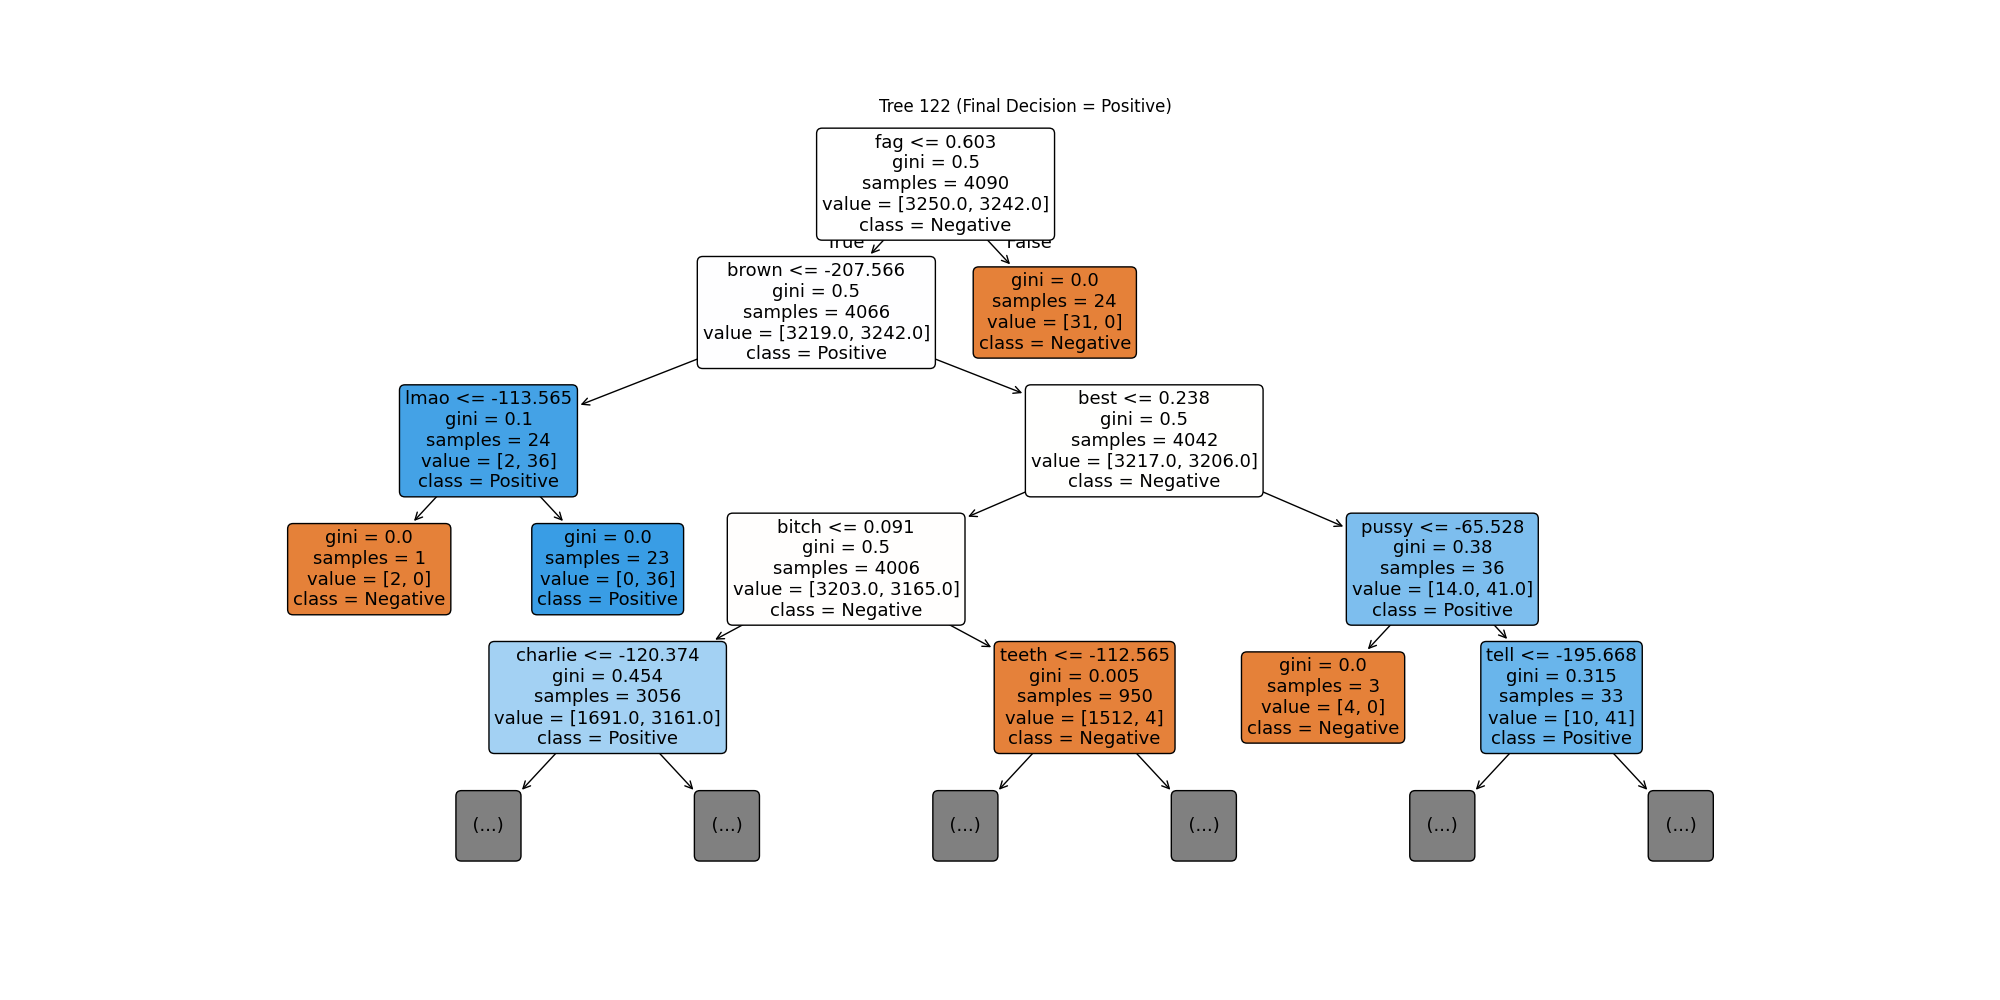 Tree 122 (Final Decision = Positive)
fag <= 0.603
gini = 0.5
samples = 4090
value = [3250.0, 3242.0]
class = Negative
True
False
brown <= -207.566
gini = 0.5
samples = 4066
value = [3219.0, 3242.0]
class = Positive
gini = 0.0
samples = 24
value = [31, 0]
class = Negative
lmao <= -113.565
gini = 0.1
samples = 24
value = [2, 36]
class = Positive
best <= 0.238
gini = 0.5
samples = 4042
value = [3217.0, 3206.0]
class = Negative
gini = 0.0
samples = 1
value = [2, 0]
class = Negative
gini = 0.0
samples = 23
value = [0, 36]
class = Positive
bitch <= 0.091
gini = 0.5
samples = 4006
value = [3203.0, 3165.0]
class = Negative
pussy <= -65.528
gini = 0.38
samples = 36
value = [14.0, 41.0]
class = Positive
charlie <= -120.374
gini = 0.454
samples = 3056
value = [1691.0, 3161.0]
class = Positive
teeth <= -112.565
gini = 0.005
samples = 950
value = [1512, 4]
class = Negative
gini = 0.0
samples = 3
value = [4, 0]
class = Negative
tell <= -195.668
gini = 0.315
samples = 33
value = [10, 41]
class = Positive
(...)
(...)
(...)
(...)
(...)
(...)